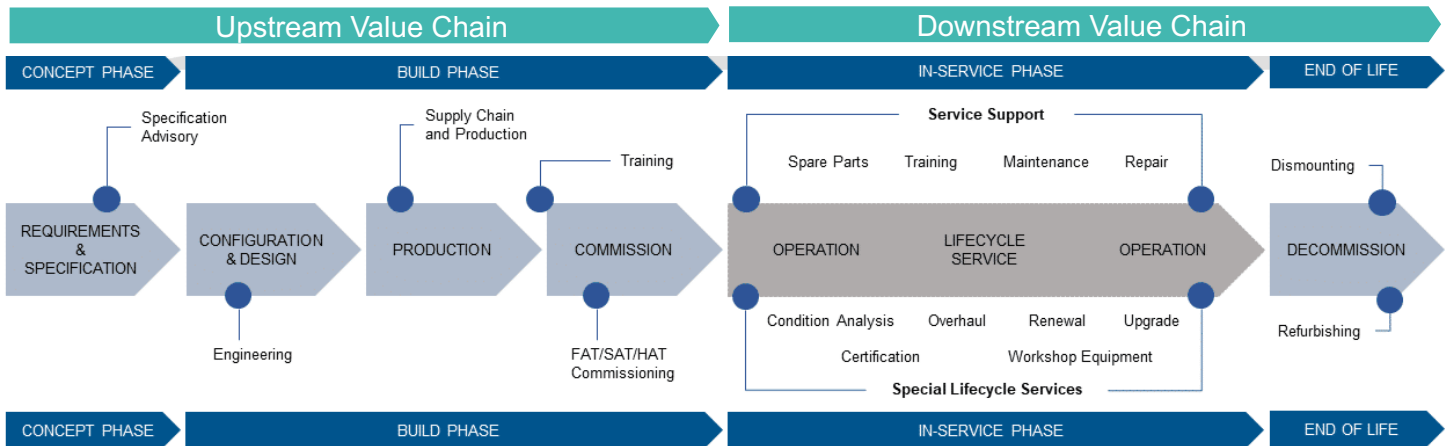 Upstream Value Chain
Downstream Value Chain
CONCEPT PHASE
BUILD PHASE
IN-SERVICE PHASE
END OF LIFE
Specification
Advisory
Supply Chain
and Production
Training
Service Support
Spare Parts
Training
Maintenance
Repair
Dismounting
REQUIREMENTS
&
SPECIFICATION
CONFIGURATION
& DESIGN
PRODUCTION
COMMISSION
OPERATION
LIFECYCLE
SERVICE
OPERATION
DECOMMISSION
Engineering
FAT/SAT/HAT
Commissioning
Condition Analysis
Overhaul
Renewal
Upgrade
Certification
Workshop Equipment
Special Lifecycle Services
Refurbishing
CONCEPT PHASE
BUILD PHASE
IN-SERVICE PHASE
END OF LIFE